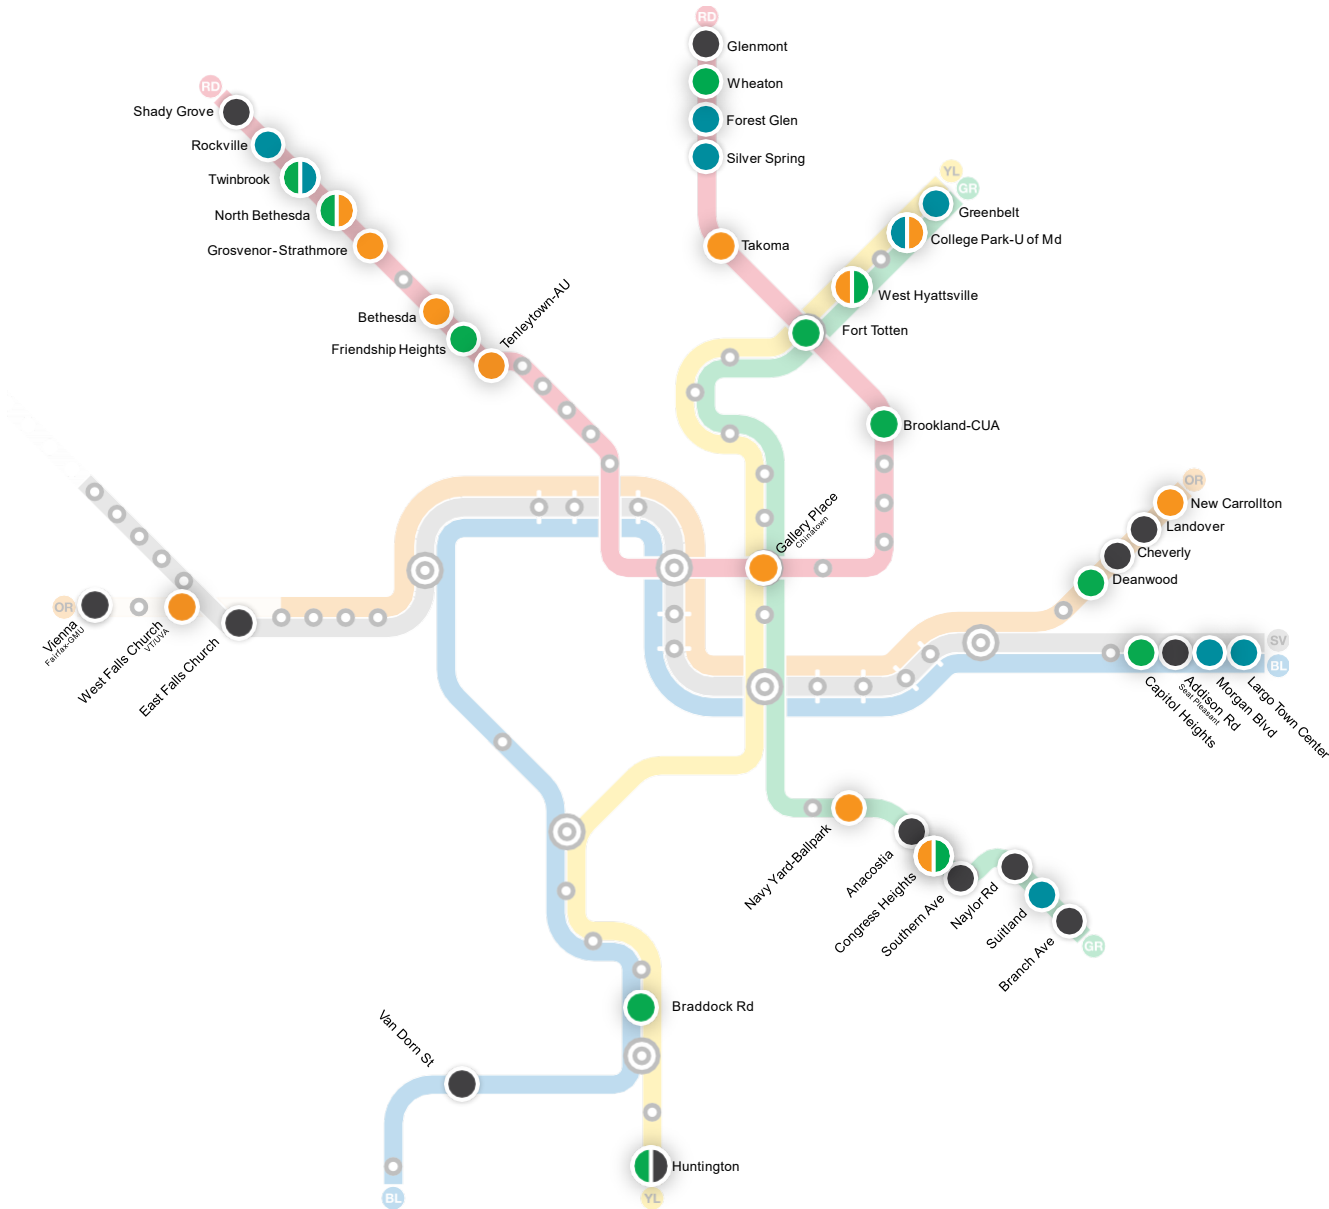 RD
Glenmont
Wheaton
Forest Glen
Silver Spring
Takoma
RD
Shady Grove
Rockville
Twinbrook
North Bethesda
Grosvenor-Strathmore
Bethesda
Friendship Heights
Tenleytown-AU
YL
GR
Greenbelt
College Park-U of Md
West Hyattsville
Fort Totten
Brookland-CUA
Gallery Place
Chinatown
OR
New Carrollton
Landover
Cheverly
Deanwood
OR
Vienna
Fairfax-GMU
West Falls Church
VT/UVA
East Falls Church
SV
BL
Capitol Heights
Addison Rd
Seat Pleasant
Morgan Blvd
Largo Town Center
Navy Yard-Ballpark
Anacostia
Congress Heights
Southern Ave
Naylor Rd
Suitland
Branch Ave
GR
Braddock Rd
Van Dorn St
Huntington
BL
YL